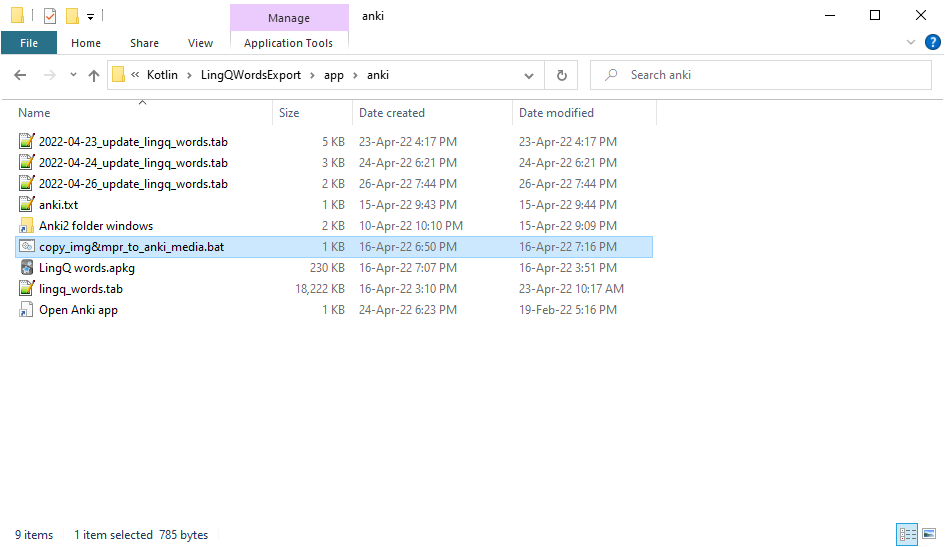 Manage anki
File Home Share View Application Tools
« Kotlin › LingQWordsExport › app › anki Search anki
Name Size Date created Date modified
2022-04-23_update_lingq_words.tab 5 KB 23-Apr-22 4:17 PM 23-Apr-22 4:17 PM
2022-04-24_update_lingq_words.tab 3 KB 24-Apr-22 6:21 PM 24-Apr-22 6:21 PM
2022-04-26_update_lingq_words.tab 2 KB 26-Apr-22 7:44 PM 26-Apr-22 7:44 PM
anki.txt 1 KB 15-Apr-22 9:43 PM 15-Apr-22 9:44 PM
Anki2 folder windows 2 KB 10-Apr-22 10:10 PM 15-Apr-22 9:09 PM
copy_img&mpr_to_anki_media.bat 1 KB 16-Apr-22 6:50 PM 16-Apr-22 7:16 PM
LingQ words.apkg 230 KB 16-Apr-22 7:07 PM 16-Apr-22 3:51 PM
lingq_words.tab 18,222 KB 16-Apr-22 3:10 PM 23-Apr-22 10:17 AM
Open Anki app 1 KB 24-Apr-22 6:23 PM 19-Feb-22 5:16 PM
9 items 1 item selected 785 bytes